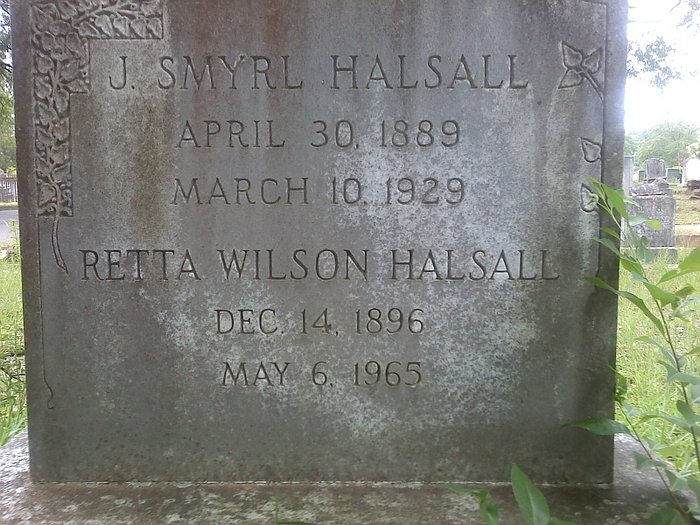 J. SMYRL HALSALL
APRIL 30, 1889
MARCH 10, 1929
RETTA WILSON HALSALL
DEC. 14, 1896
MAY 6, 1965